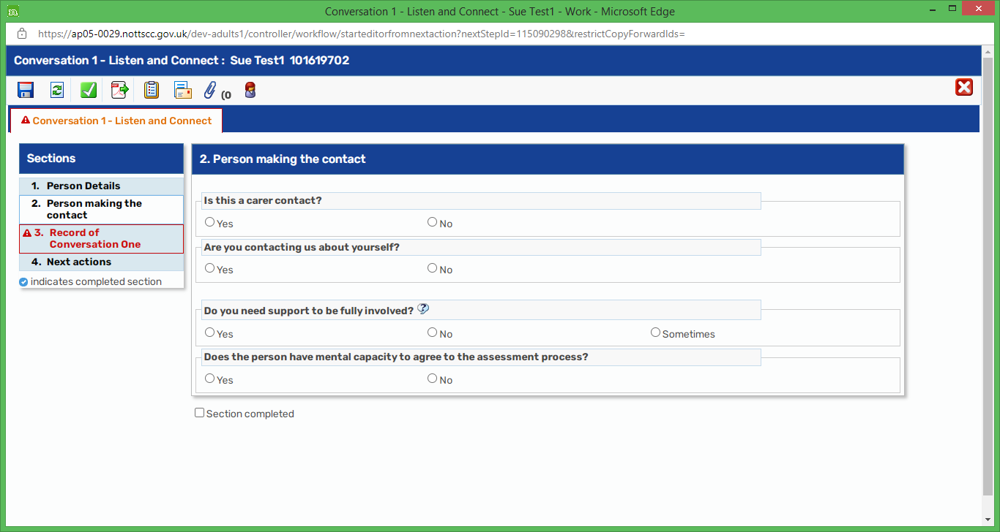 Conversation 1 - Listen and Connect - Sue Test1 - Work - Microsoft Edge
https://ap05-0029.nottscc.gov.uk/dev-adults1/controller/workflow/starteditorfromnextaction?nextStepId=115090298&restrictCopyForwardIds=
Conversation 1 - Listen and Connect : Sue Test1 101619702
(0
Conversation 1 - Listen and Connect
Sections
1. Person Details
2. Person making the
contact
3. Record of
Conversation One
4. Next actions
indicates completed section
2. Person making the contact
Is this a carer contact?
Yes No
Are you contacting us about yourself?
Yes No
Do you need support to be fully involved?
Yes No Sometimes
Does the person have mental capacity to agree to the assessment process?
Yes No
Section completed